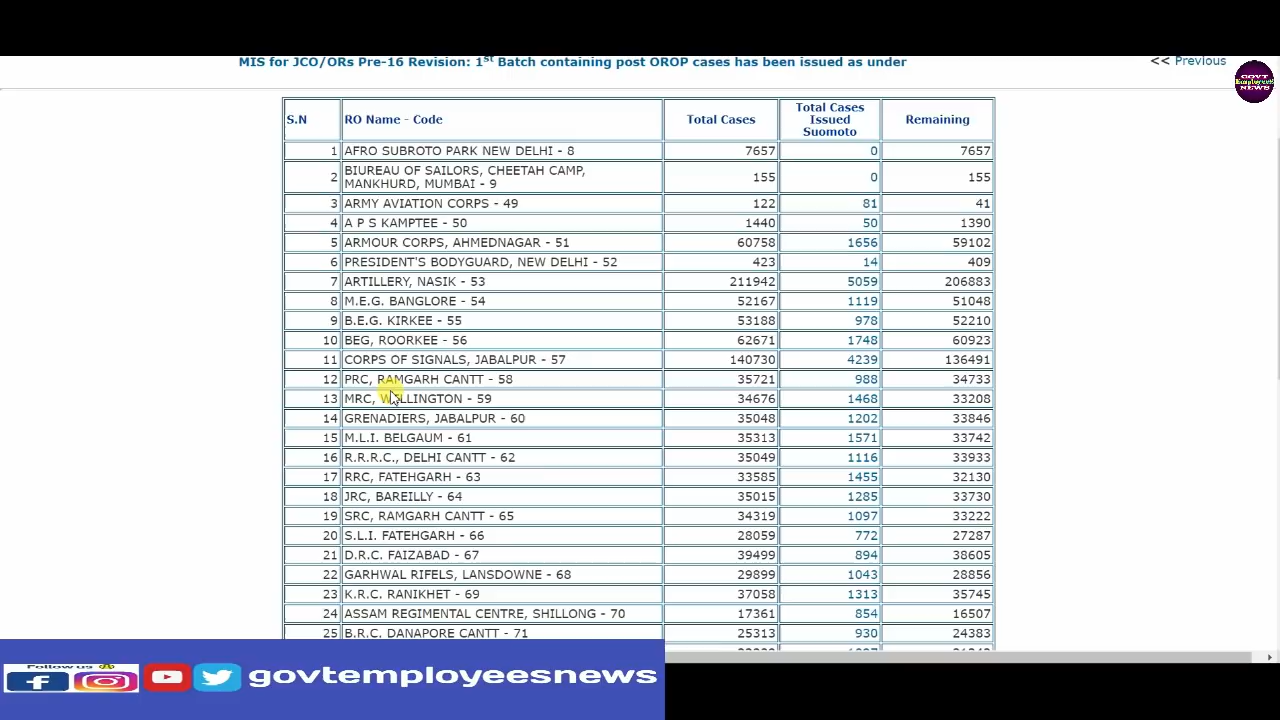 MIS for JCO/ORs Pre-16 Revision: 1st Batch containing post OROP cases has been issued as under
<< Previous
GOVT
Employees
NEWS
S.N RO Name - Code Total Cases Total Cases Issued Suomoto Remaining
1 AFRO SUBROTO PARK NEW DELHI - 8 7657 0 7657
2 BIUREAU OF SAILORS, CHEETAH CAMP, MANKHURD, MUMBAI - 9 155 0 155
3 ARMY AVIATION CORPS - 49 122 81 41
4 A P S KAMPTEE - 50 1440 50 1390
5 ARMOUR CORPS, AHMEDNAGAR - 51 60758 1656 59102
6 PRESIDENT'S BODYGUARD, NEW DELHI - 52 423 14 409
7 ARTILLERY, NASIK - 53 211942 5059 206883
8 M.E.G. BANGLORE - 54 52167 1119 51048
9 B.E.G. KIRKEE - 55 53188 978 52210
10 BEG, ROORKEE - 56 62671 1748 60923
11 CORPS OF SIGNALS, JABALPUR - 57 140730 4239 136491
12 PRC, RAMGARH CANTT - 58 35721 988 34733
13 MRC, WELLINGTON - 59 34676 1468 33208
14 GRENADIERS, JABALPUR - 60 35048 1202 33846
15 M.L.I. BELGAUM - 61 35313 1571 33742
16 R.R.R.C., DELHI CANTT - 62 35049 1116 33933
17 RRC, FATEHGARH - 63 33585 1455 32130
18 JRC, BAREILLY - 64 35015 1285 33730
19 SRC, RAMGARH CANTT - 65 34319 1097 33222
20 S.L.I. FATEHGARH - 66 28059 772 27287
21 D.R.C. FAIZABAD - 67 39499 894 38605
22 GARHWAL RIFELS, LANSDOWNE - 68 29899 1043 28856
23 K.R.C. RANIKHET - 69 37058 1313 35745
24 ASSAM REGIMENTAL CENTRE, SHILLONG - 70 17361 854 16507
25 B.R.C. DANAPORE CANTT - 71 25313 930 24383
Follow us
govtemployeesnews